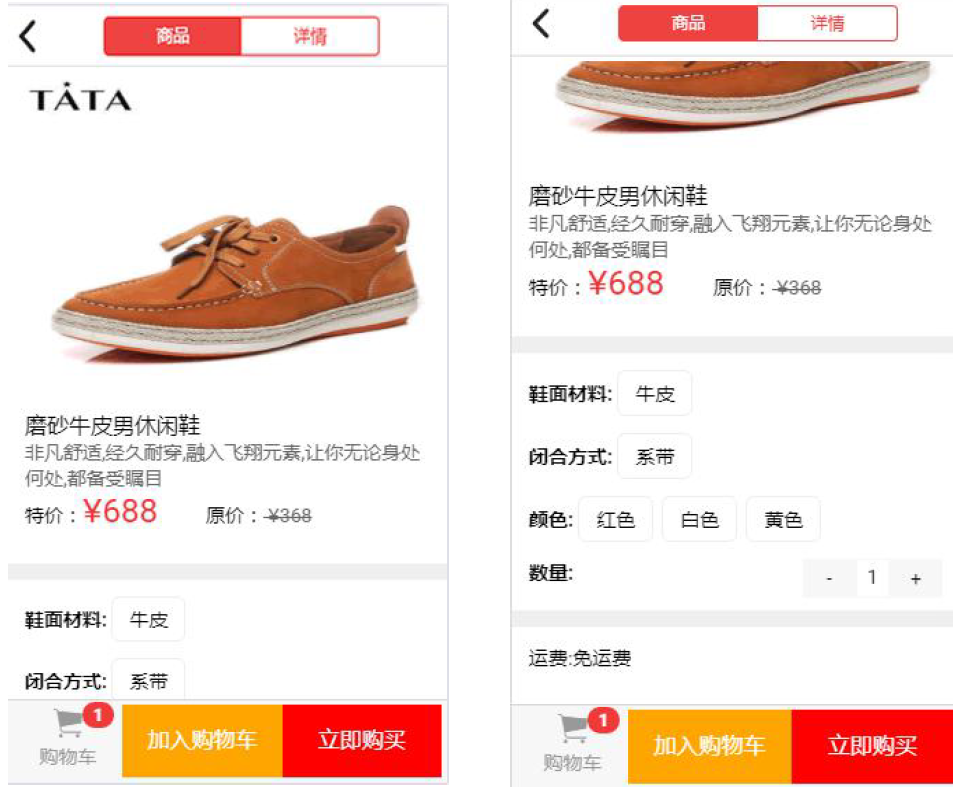 商品
详情
TÅTA
磨砂牛皮男休闲鞋
非凡舒适,经久耐穿,融入飞翔元素,让你无论身处
何处,都备受瞩目
特价：¥688 原价：¥368
鞋面材料: 牛皮
闭合方式: 系带
1
购物车
加入购物车
立即购买
商品
详情
磨砂牛皮男休闲鞋
非凡舒适,经久耐穿,融入飞翔元素,让你无论身处
何处,都备受瞩目
特价：¥688 原价：¥368
鞋面材料: 牛皮
闭合方式: 系带
颜色: 红色 白色 黄色
数量: - 1 +
运费:免运费
1
购物车
加入购物车
立即购买